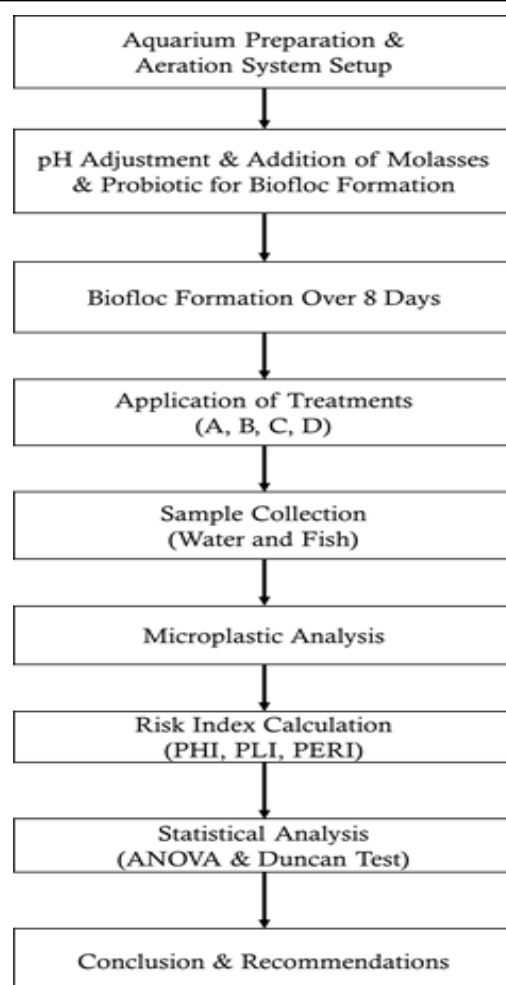 Aquarium Preparation &
Aeration System Setup
pH Adjustment & Addition of Molasses
& Probiotic for Biofloc Formation
Biofloc Formation Over 8 Days
Application of Treatments
(A, B, C, D)
Sample Collection
(Water and Fish)
Microplastic Analysis
Risk Index Calculation
(PHI, PLI, PERI)
Statistical Analysis
(ANOVA & Duncan Test)
Conclusion & Recommendations